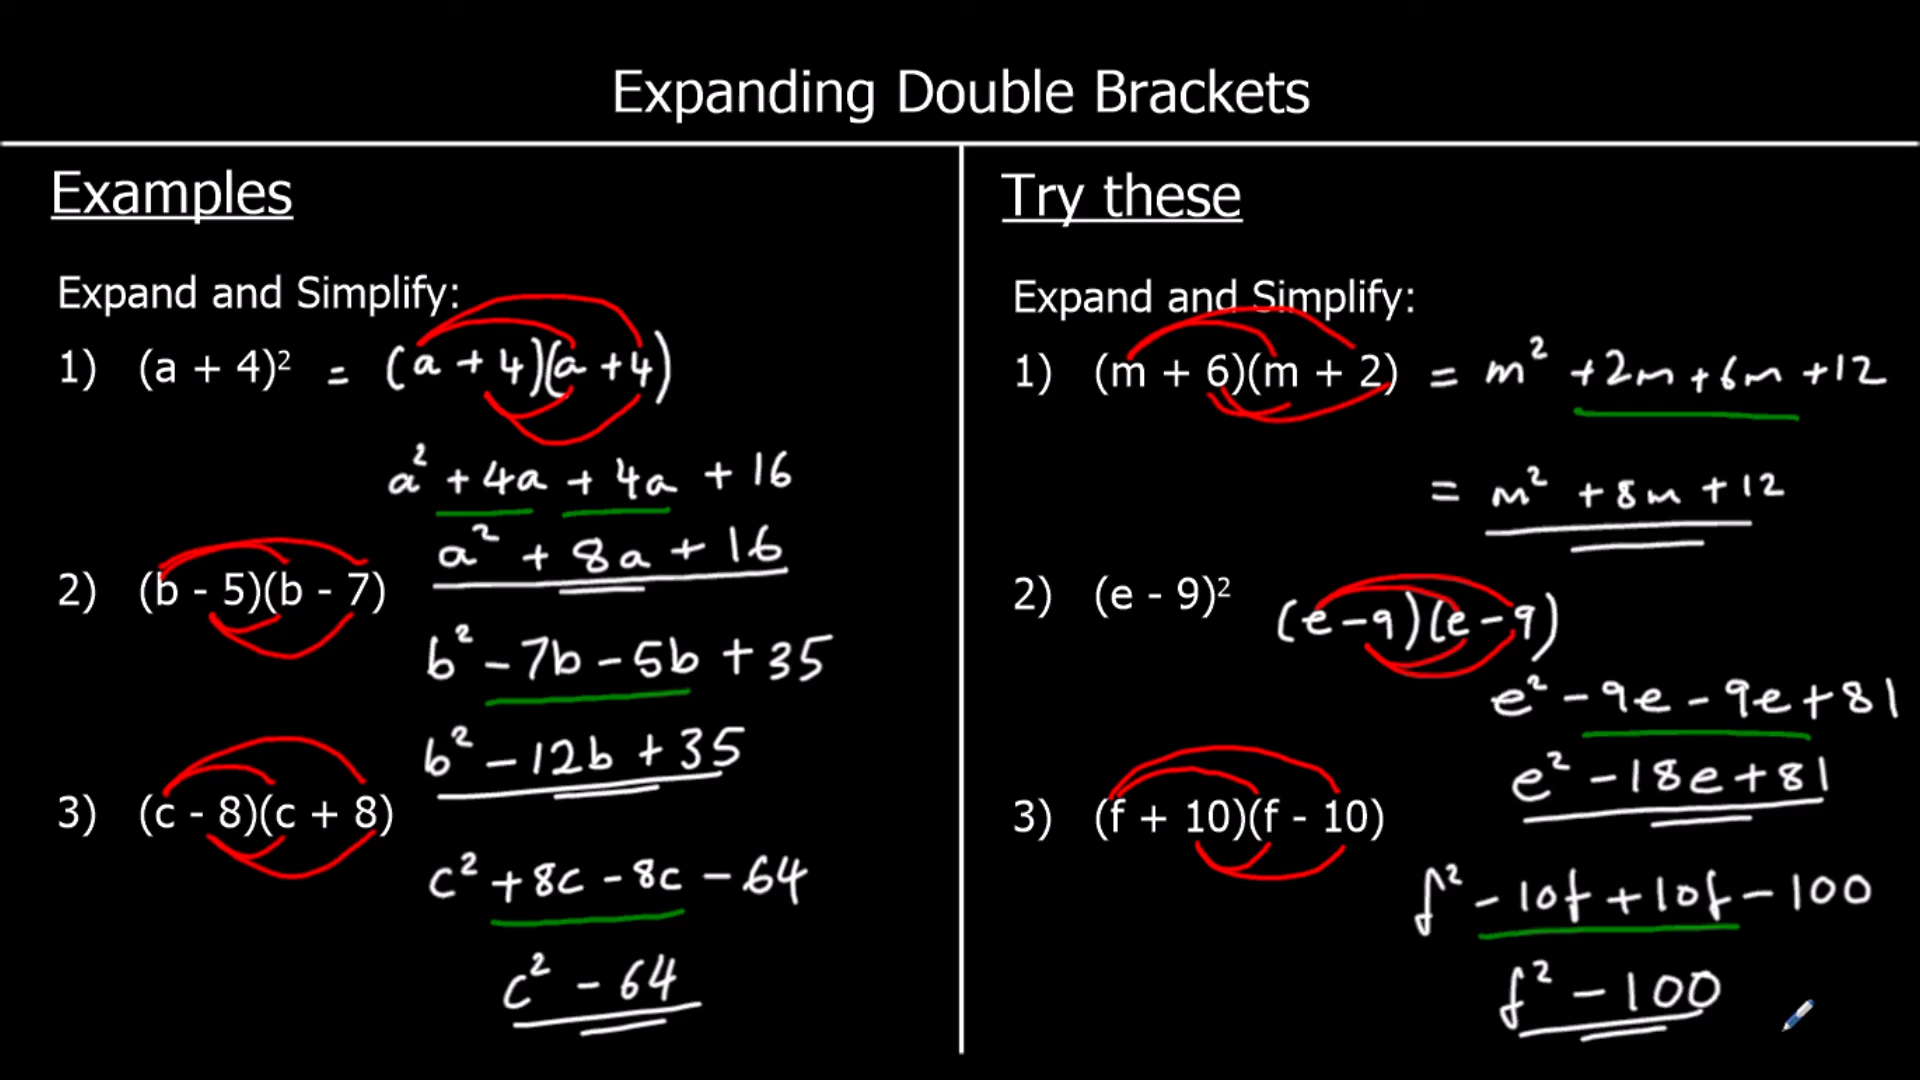 Expanding Double Brackets
Examples
Expand and Simplify:
1) (a + 4)² = (a + 4)(a + 4)
a² + 4a + 4a + 16
a² + 8a + 16
2) (b - 5)(b - 7)
b² - 7b - 5b + 35
b² - 12b + 35
3) (c - 8)(c + 8)
c² + 8c - 8c - 64
c² - 64
Try these
Expand and Simplify:
1) (m + 6)(m + 2) = m² + 2m + 6m + 12
= m² + 8m + 12
2) (e - 9)² (e - 9)(e - 9)
e² - 9e - 9e + 81
e² - 18e + 81
3) (f + 10)(f - 10)
f² - 10f + 10f - 100
f² - 100